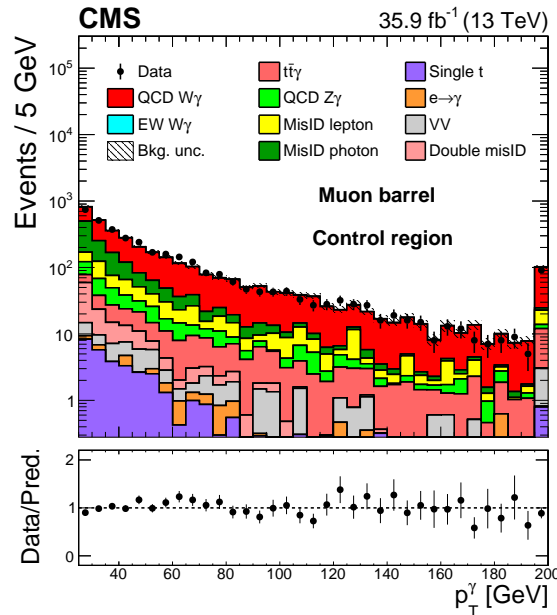 CMS 35.9 fb⁻¹ (13 TeV)
Events / 5 GeV
10⁵
10⁴
10³
10²
10
1
Data
QCD Wγ
EW Wγ
Bkg. unc.
tt̄γ
QCD Zγ
MisID lepton
MisID photon
Single t
e→γ
VV
Double misID
Muon barrel
Control region
Data/Pred.
2
1
0
40 60 80 100 120 140 160 180 200
p_T^γ [GeV]